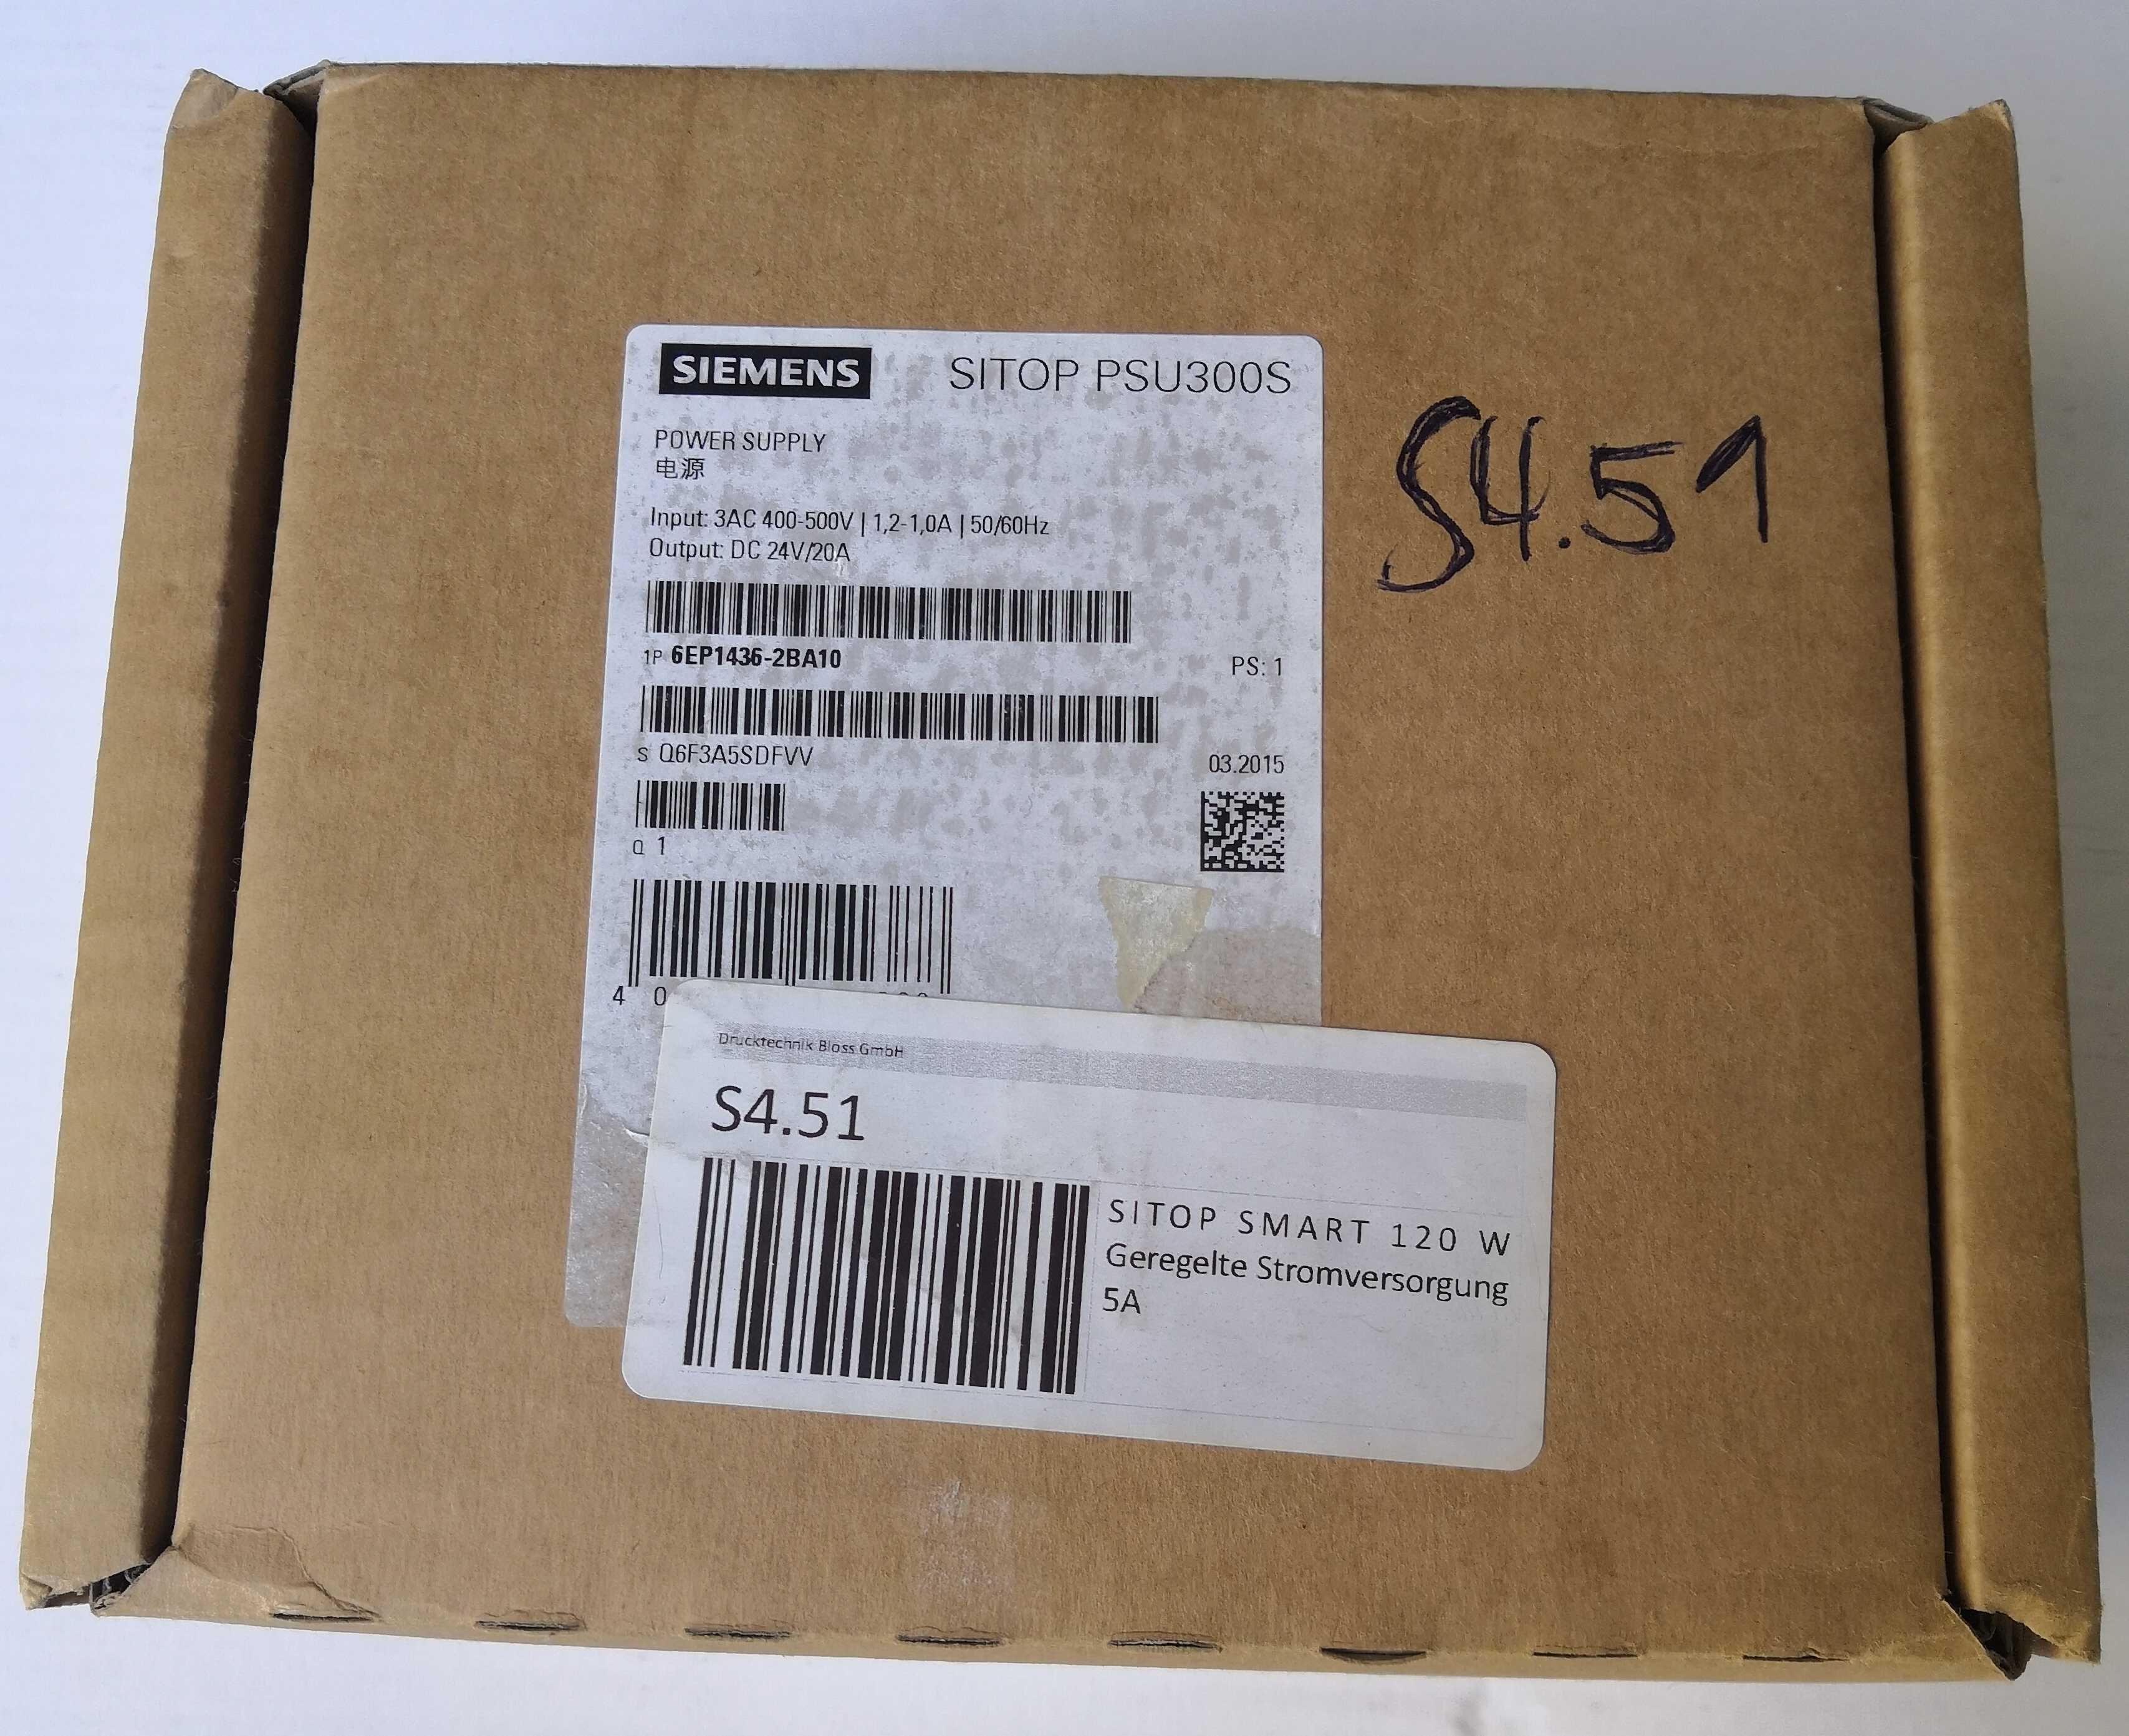 SIEMENS SITOP PSU300S
POWER SUPPLY
电源
Input: 3AC 400-500V | 1,2-1,0A | 50/60Hz
Output: DC 24V/20A
1P 6EP1436-2BA10 PS: 1
S Q6F3A5SDFVV 03.2015
Q 1
4 0
S4.51
Drucktechnik Bloss GmbH
S4.51
SITOP SMART 120 W
Geregelte Stromversorgung
5A